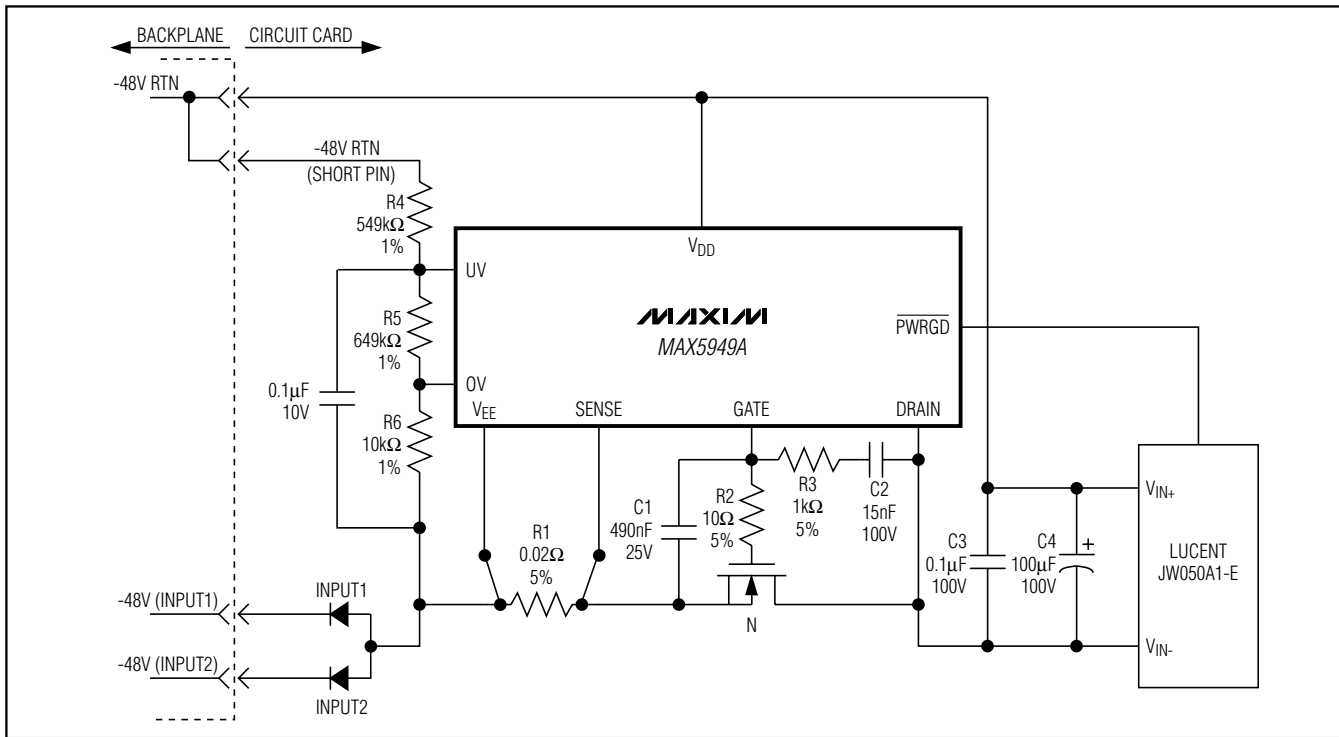 BACKPLANE
CIRCUIT CARD
-48V RTN
-48V RTN
(SHORT PIN)
R4
549kΩ
1%
UV
R5
649kΩ
1%
OV
0.1μF
10V
R6
10kΩ
1%
VDD
MAXIM
MAX5949A
PWRGD
VEE
SENSE
GATE
DRAIN
R1
0.02Ω
5%
C1
490nF
25V
R2
10Ω
5%
R3
1kΩ
5%
C2
15nF
100V
N
C3
0.1μF
100V
+
C4
100μF
100V
VIN+
LUCENT
JW050A1-E
VIN-
-48V (INPUT1)
INPUT1
-48V (INPUT2)
INPUT2